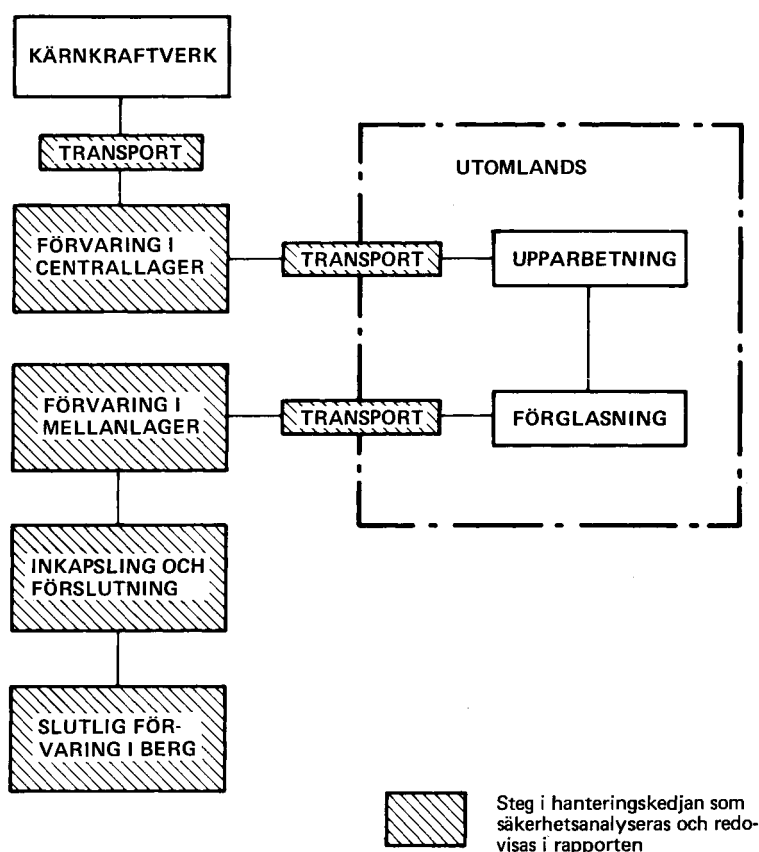 KÄRNKRAFTVERK
TRANSPORT
UTOMLANDS
FÖRVARING I
CENTRALLAGER
TRANSPORT
UPPARBETNING
FÖRVARING I
MELLANLAGER
TRANSPORT
FÖRGLASNING
INKAPSLING OCH
FÖRSLUTNING
SLUTLIG FÖR-
VARING I BERG
Steg i hanteringskedjan som
säkerhetsanalyseras och redo-
visas i rapporten